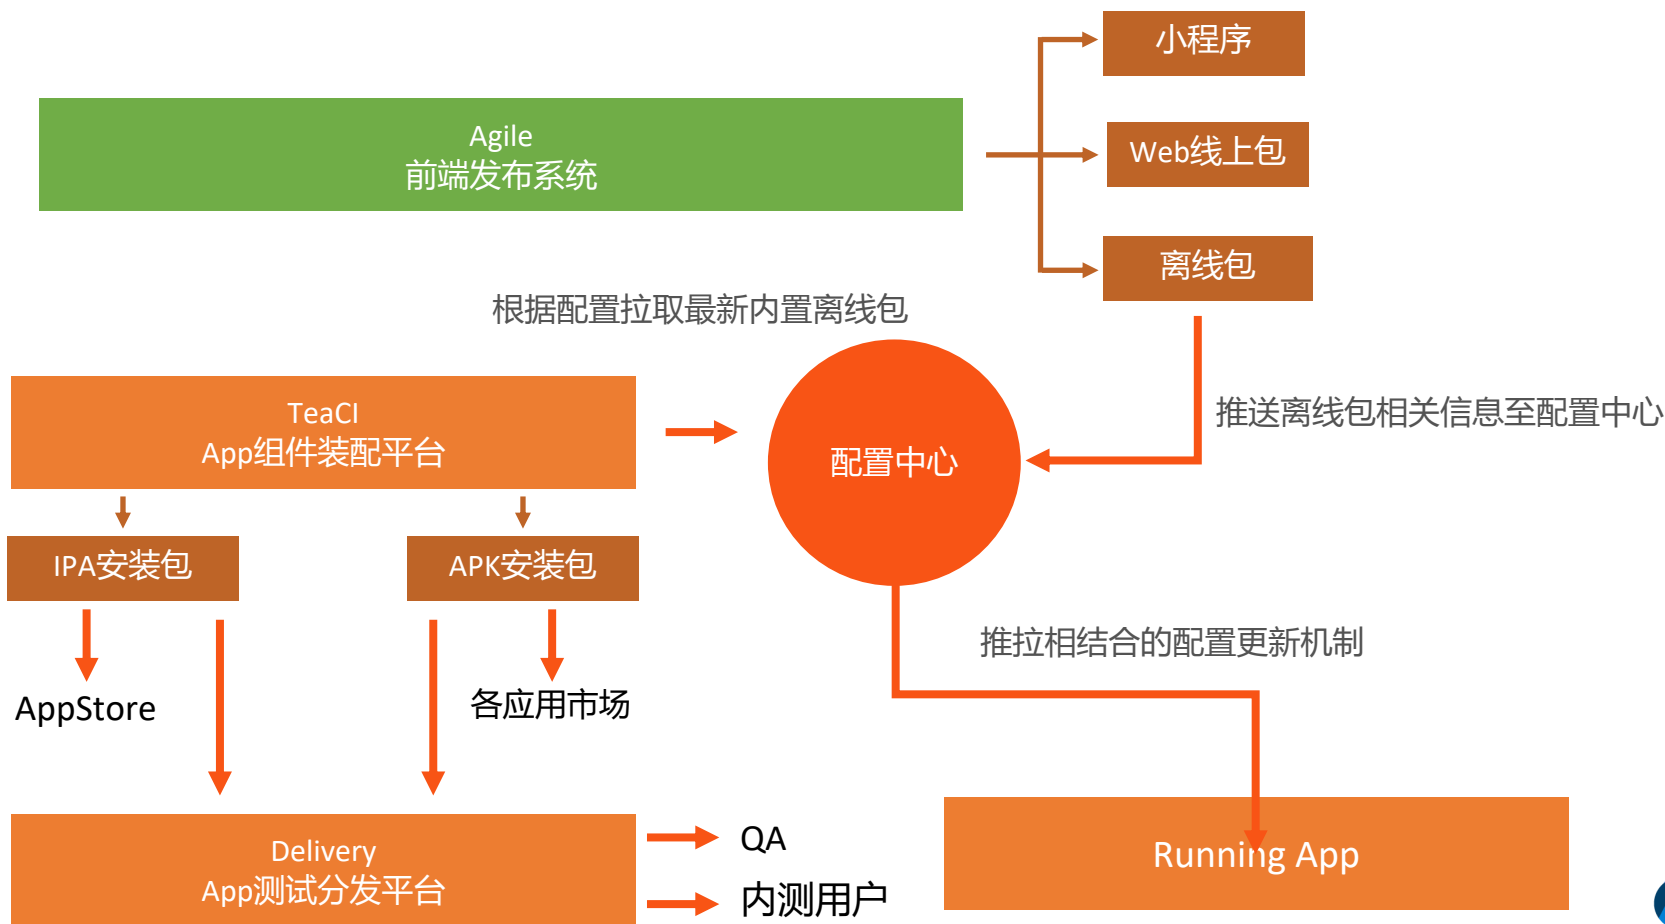 小程序
Agile
前端发布系统
Web线上包
离线包
根据配置拉取最新内置离线包
TeaCI
App组件装配平台
推送离线包相关信息至配置中心
配置中心
IPA安装包
APK安装包
推拉相结合的配置更新机制
AppStore
各应用市场
Delivery
App测试分发平台
QA
内测用户
Running App